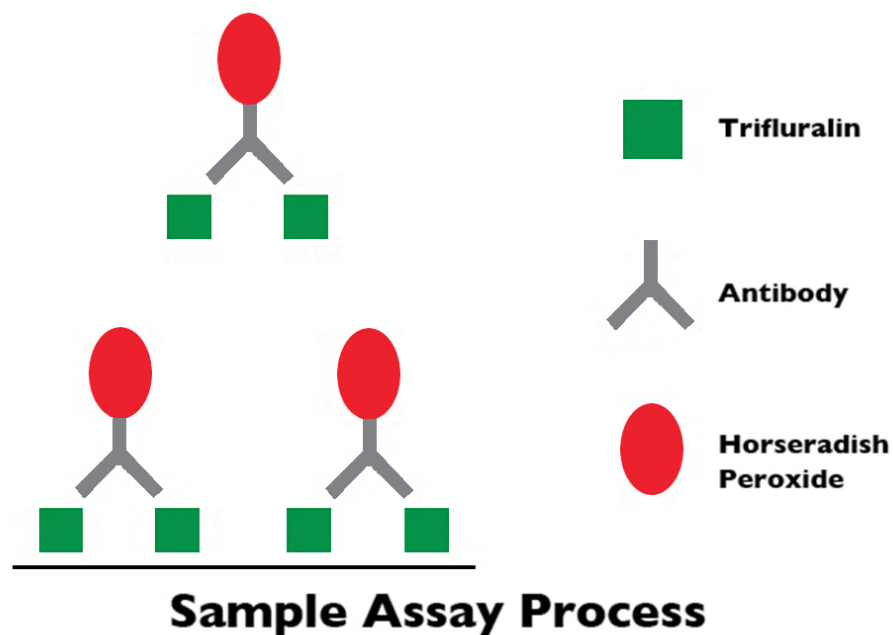 Trifluralin
Antibody
Horseradish
Peroxide
Sample Assay Process